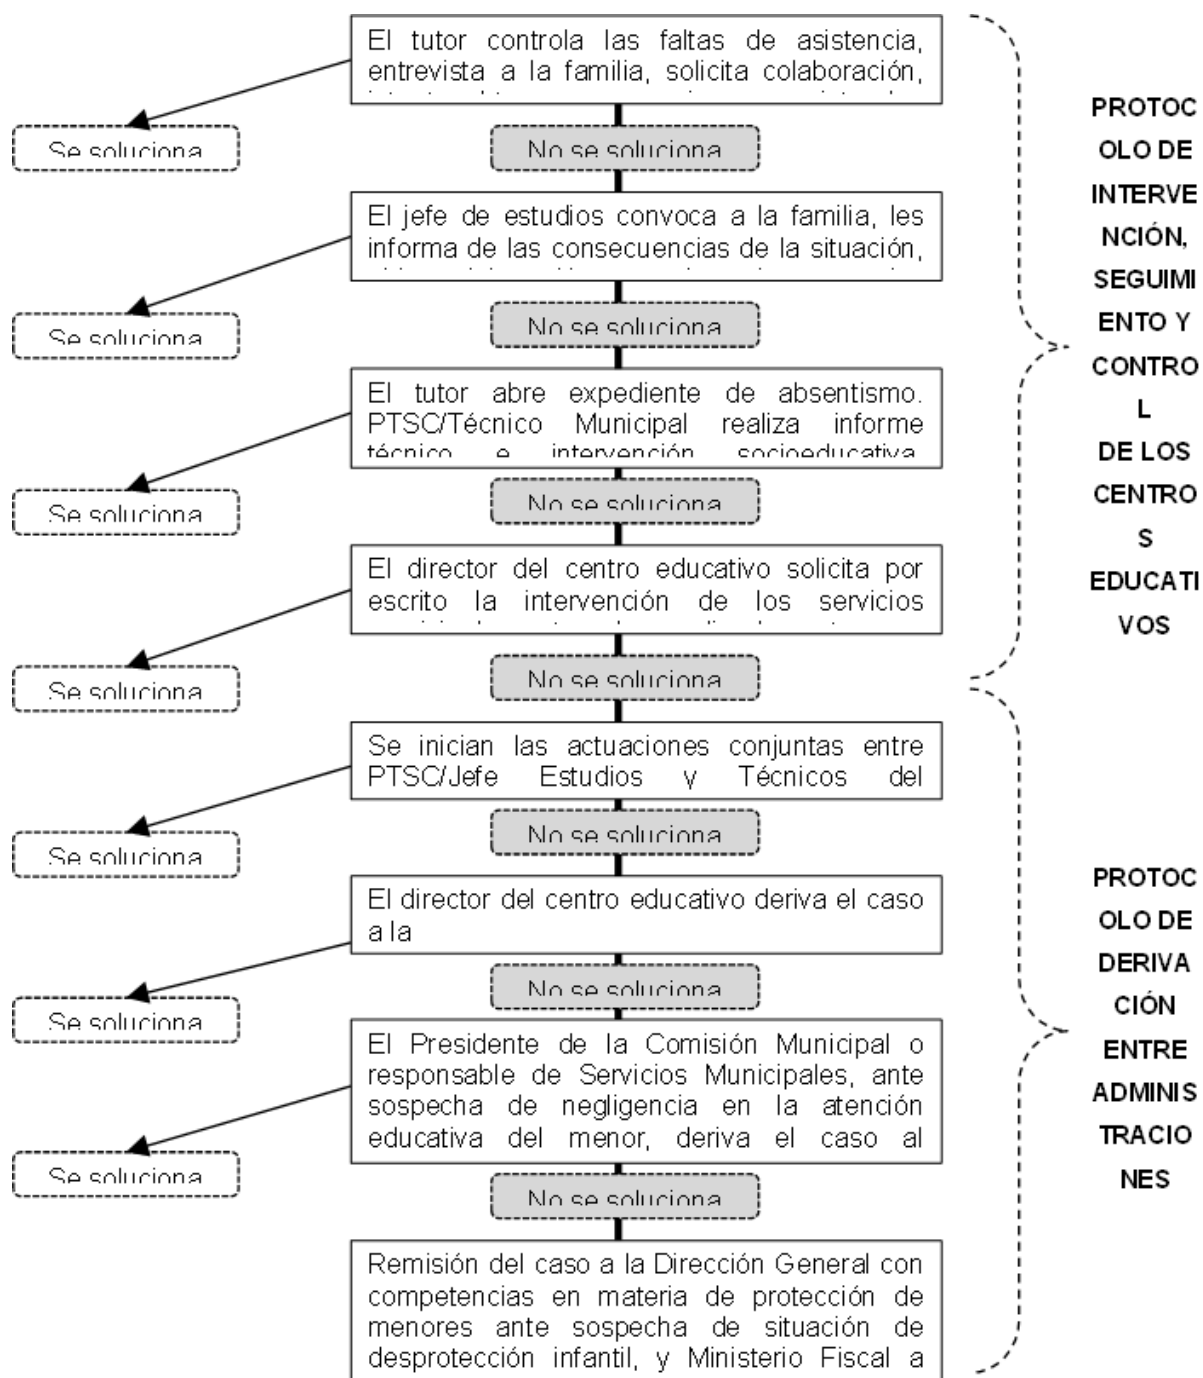 El tutor controla las faltas de asistencia,
entrevista a la familia, solicita colaboración,
Se soluciona
No se soluciona
El jefe de estudios convoca a la familia, les
informa de las consecuencias de la situación,
Se soluciona
No se soluciona
El tutor abre expediente de absentismo.
PTSC/Técnico Municipal realiza informe
técnico e intervención socioeducativa.
Se soluciona
No se soluciona
El director del centro educativo solicita por
escrito la intervención de los servicios
Se soluciona
No se soluciona
Se inician las actuaciones conjuntas entre
PTSC/Jefe Estudios y Técnicos del
Se soluciona
No se soluciona
El director del centro educativo deriva el caso
a la
Se soluciona
No se soluciona
El Presidente de la Comisión Municipal o
responsable de Servicios Municipales, ante
sospecha de negligencia en la atención
educativa del menor, deriva el caso al
Se soluciona
No se soluciona
Remisión del caso a la Dirección General con
competencias en materia de protección de
menores ante sospecha de situación de
desprotección infantil, y Ministerio Fiscal a
PROTOC
OLO DE
INTERVE
NCIÓN,
SEGUIMI
ENTO Y
CONTRO
L
DE LOS
CENTRO
S
EDUCATI
VOS
PROTOC
OLO DE
DERIVA
CIÓN
ENTRE
ADMINIS
TRACIO
NES